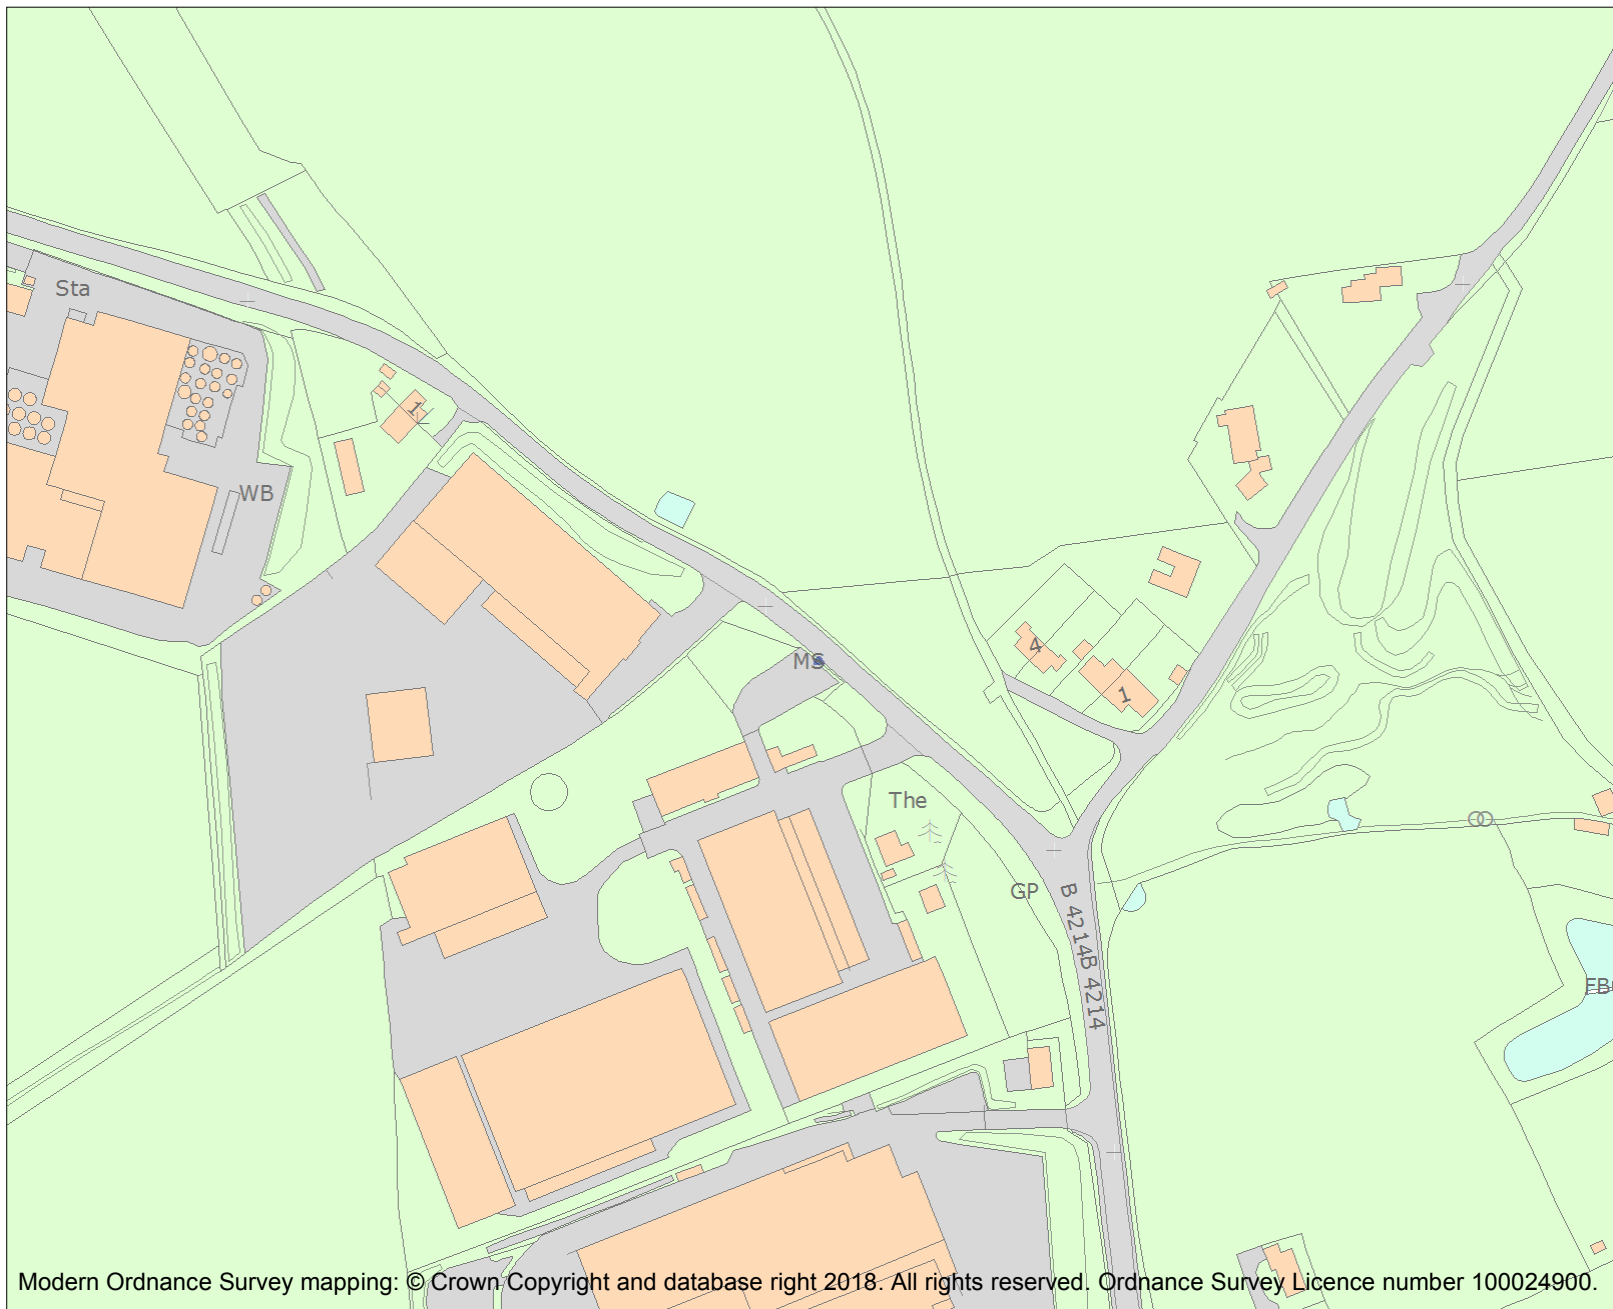 Sta
1
WB
MS
4
1
The
GP
B 4214
B 4214
FB
Modern Ordnance Survey mapping: © Crown Copyright and database right 2018. All rights reserved. Ordnance Survey Licence number 100024900.